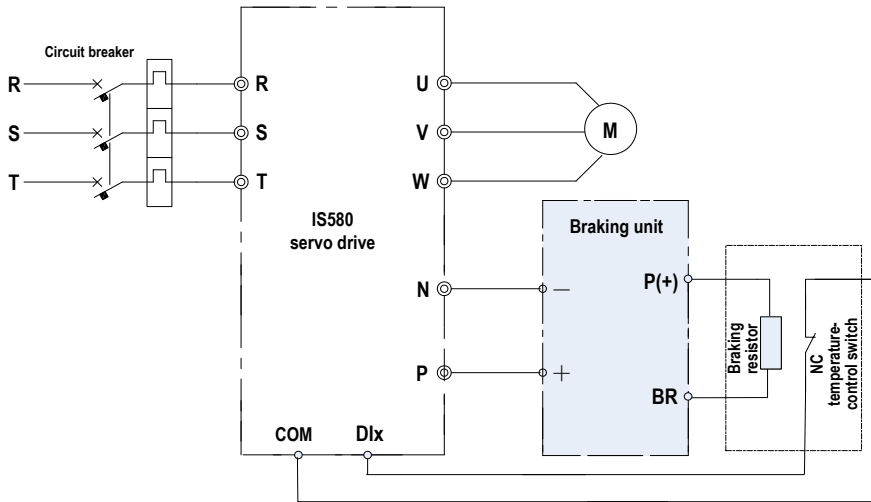 Circuit breaker
R
R
U
S
S
V
M
T
T
W
IS580
servo drive
Braking unit
N
−
P(+)
P
+
BR
Braking
resistor
NC
temperature-
control switch
COM
DIx